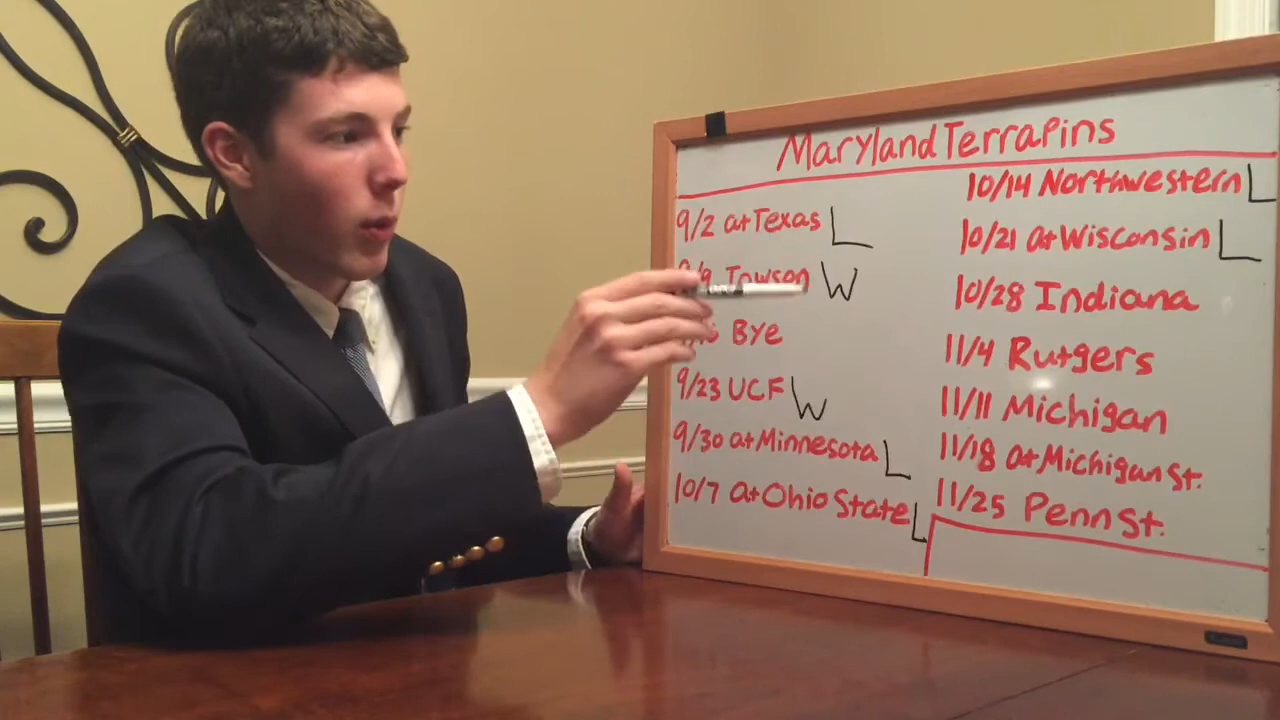 Maryland Terrapins
9/2 at Texas L
Towson W
Bye
9/23 UCF W
9/30 at Minnesota L
10/7 at Ohio State L
10/14 Northwestern L
10/21 at Wisconsin L
10/28 Indiana
11/4 Rutgers
11/11 Michigan
11/18 at Michigan St.
11/25 Penn St.